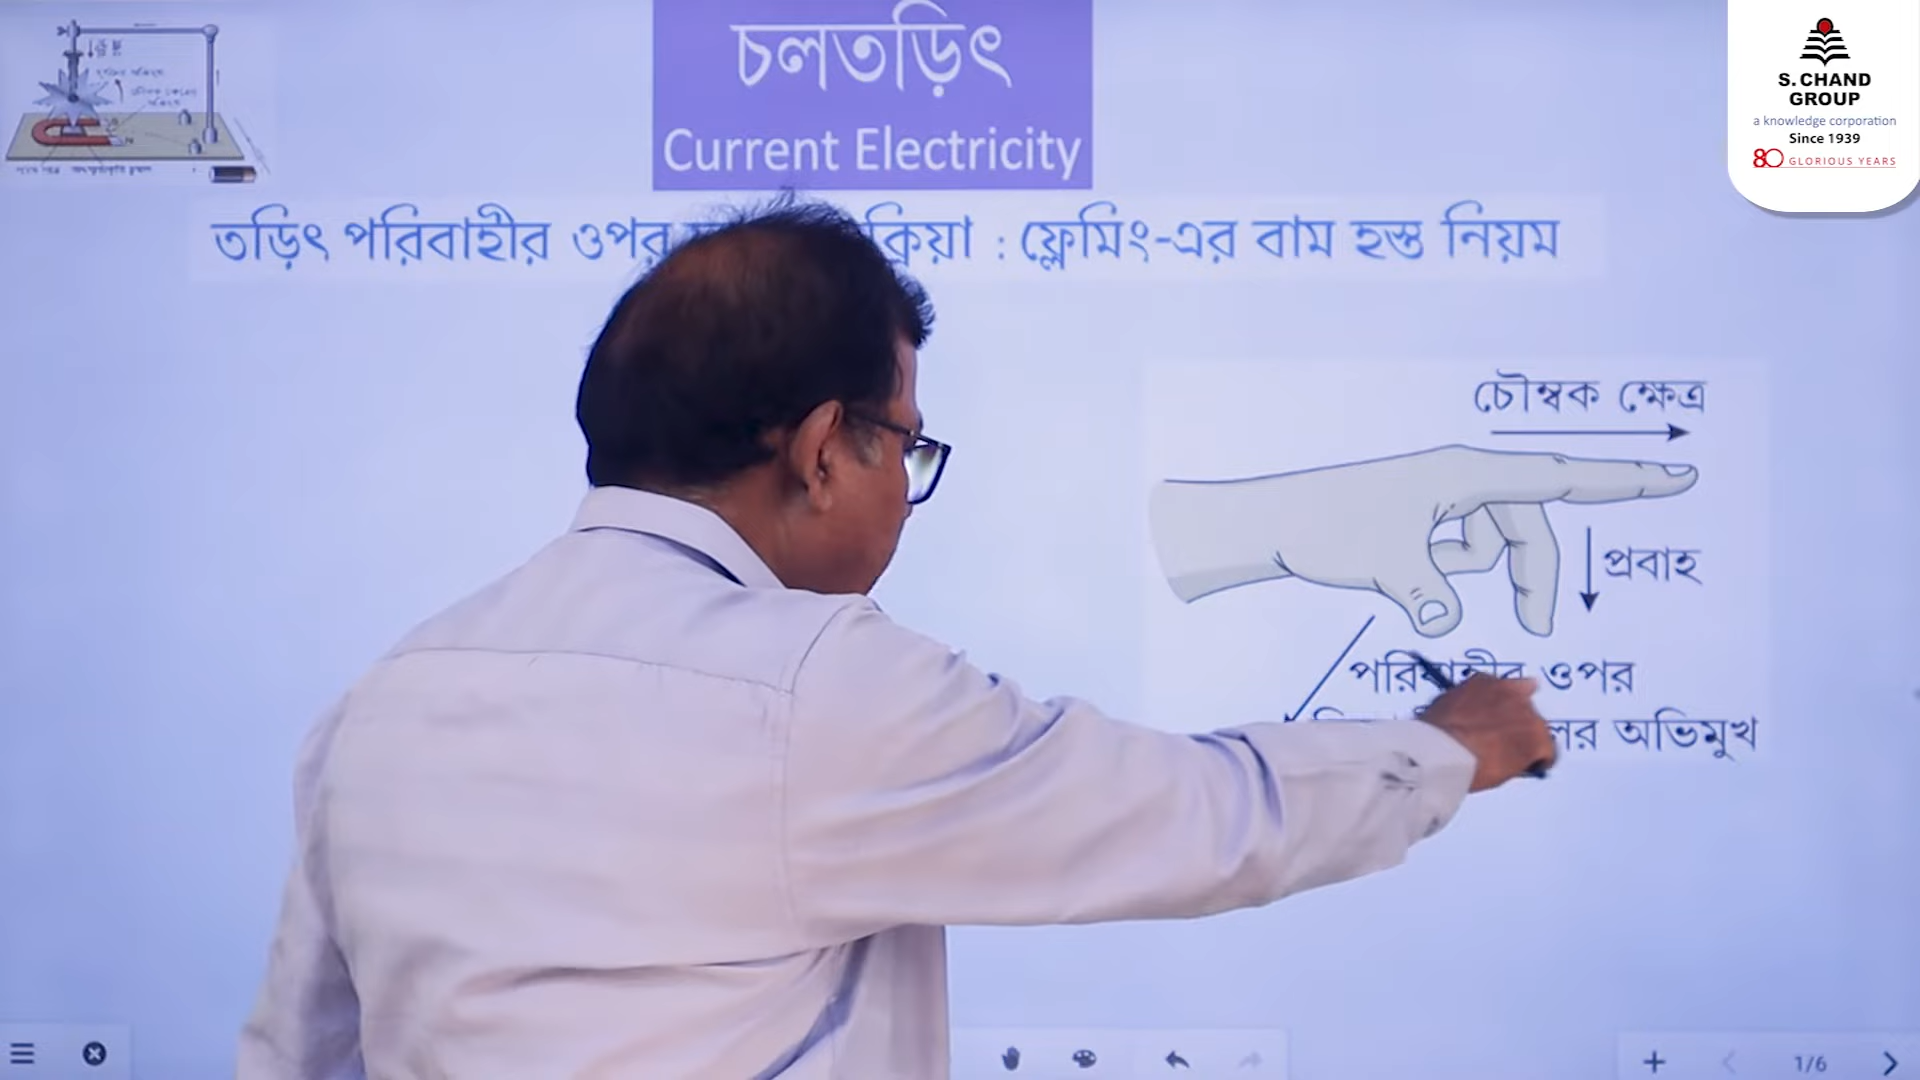 চলতড়িৎ
Current Electricity
S. CHAND
GROUP
a knowledge corporation
Since 1939
80 GLORIOUS YEARS
তড়িৎ পরিবাহীর ওপর ক্রিয়া : ফ্লেমিং-এর বাম হস্ত নিয়ম
চৌম্বক ক্ষেত্র
প্রবাহ
পরিবাহীর ওপর
অভিমুখ
1/6